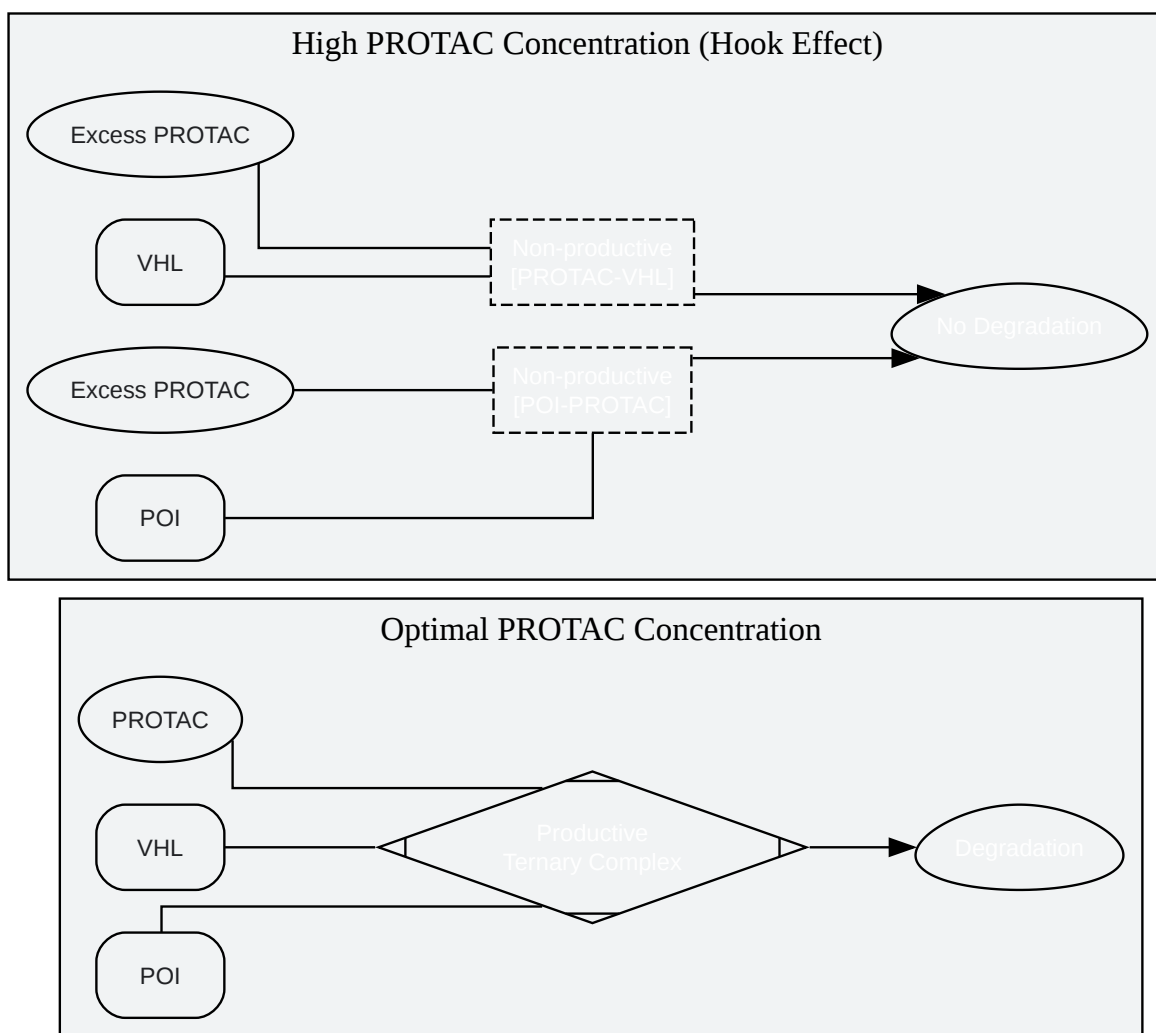 High PROTAC Concentration (Hook Effect)
Excess PROTAC
VHL
Non-productive
[PROTAC-VHL]
No Degradation
Excess PROTAC
Non-productive
[POI-PROTAC]
POI
Optimal PROTAC Concentration
PROTAC
VHL
Productive
Ternary Complex
Degradation
POI